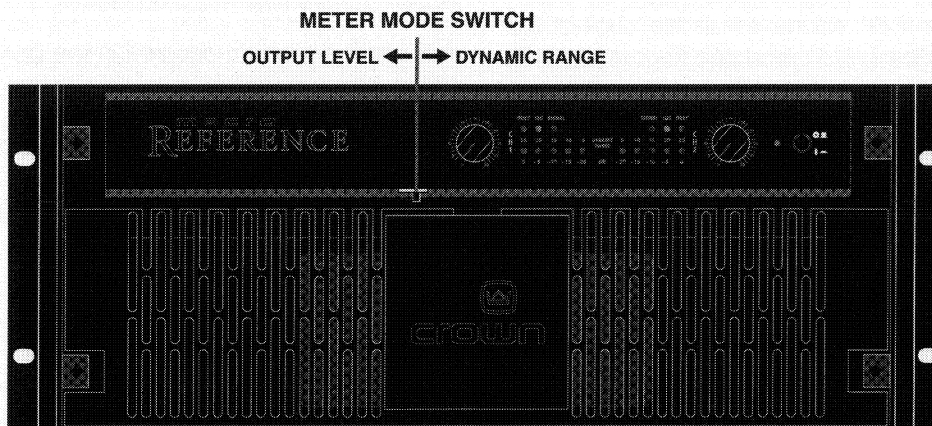 METER MODE SWITCH
OUTPUT LEVEL DYNAMIC RANGE
REFERENCE
crown